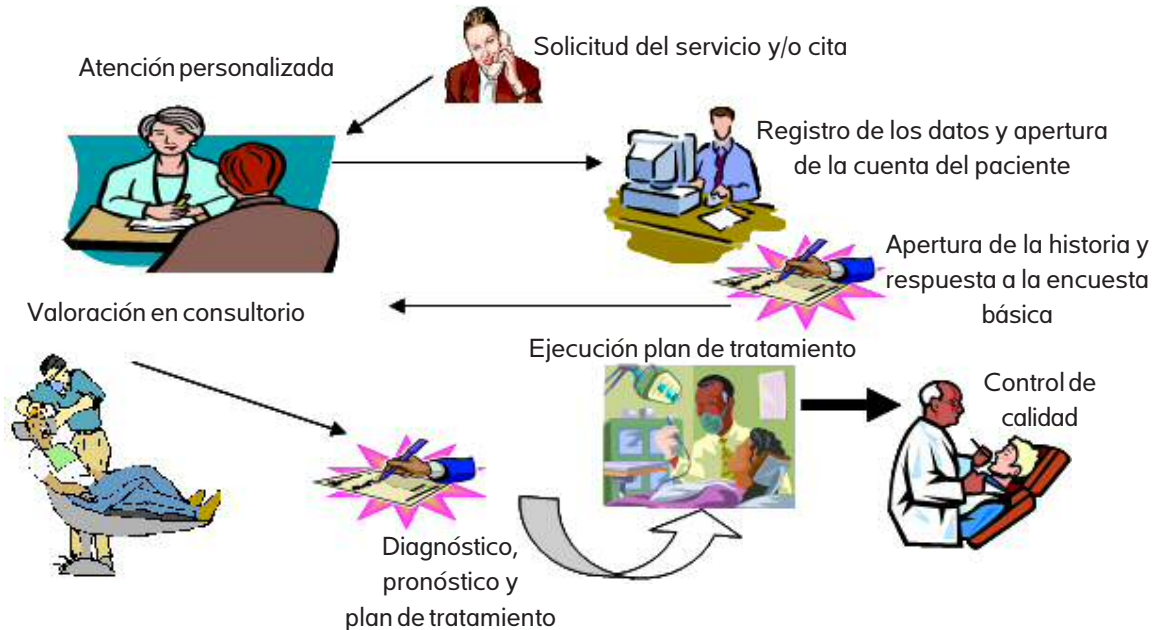 Solicitud del servicio y/o cita
Atención personalizada
Registro de los datos y apertura
de la cuenta del paciente
Apertura de la historia y
respuesta a la encuesta
básica
Valoración en consultorio
Ejecución plan de tratamiento
Control de
calidad
Diagnóstico,
pronóstico y
plan de tratamiento